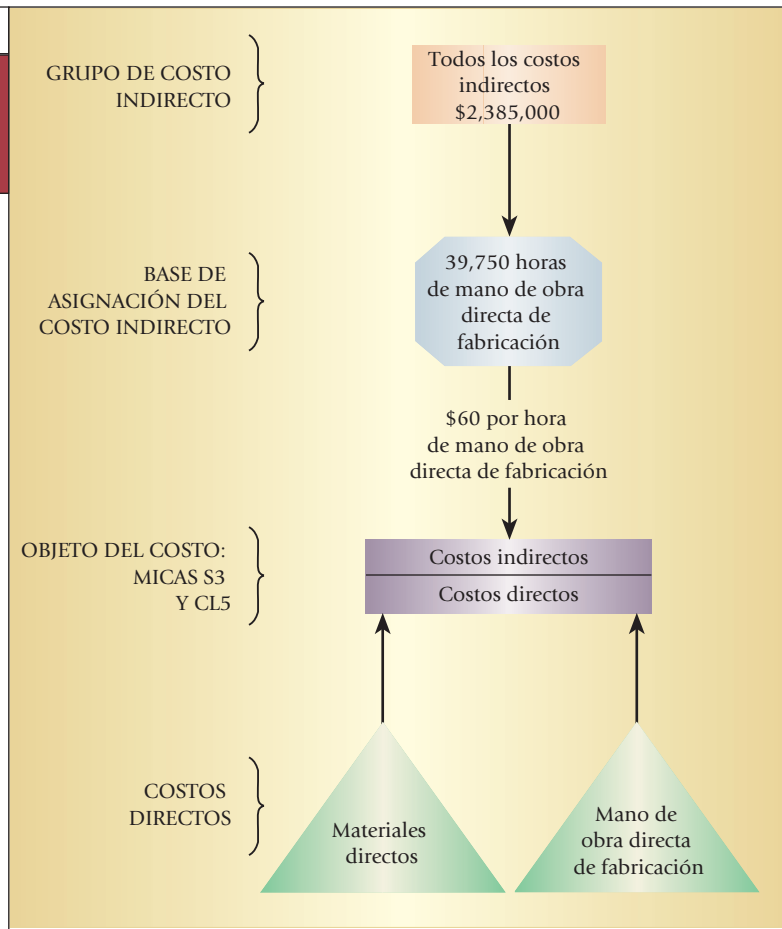 GRUPO DE COSTO
INDIRECTO
Todos los costos
indirectos
$2,385,000
BASE DE
ASIGNACIÓN DEL
COSTO INDIRECTO
39,750 horas
de mano de obra
directa de
fabricación
$60 por hora
de mano de obra
directa de fabricación
OBJETO DEL COSTO:
MICAS S3
Y CL5
Costos indirectos
Costos directos
COSTOS
DIRECTOS
Materiales
directos
Mano de
obra directa
de fabricación